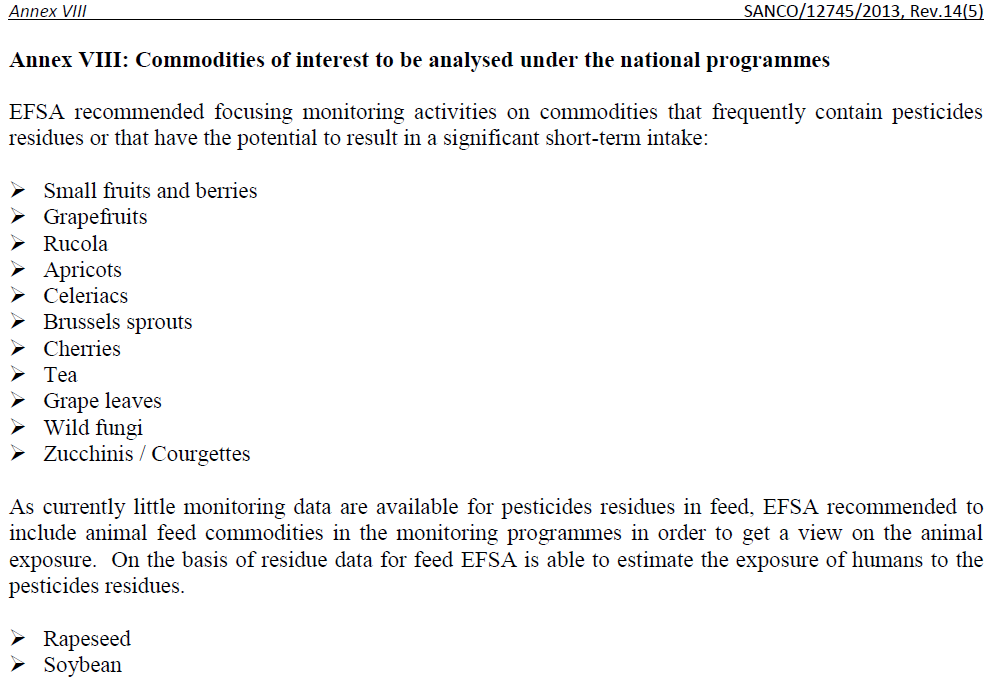 Annex VIII SANCO/12745/2013, Rev.14(5)
Annex VIII: Commodities of interest to be analysed under the national programmes
EFSA recommended focusing monitoring activities on commodities that frequently contain pesticides
residues or that have the potential to result in a significant short-term intake:
➢ Small fruits and berries
➢ Grapefruits
➢ Rucola
➢ Apricots
➢ Celeriacs
➢ Brussels sprouts
➢ Cherries
➢ Tea
➢ Grape leaves
➢ Wild fungi
➢ Zucchinis / Courgettes
As currently little monitoring data are available for pesticides residues in feed, EFSA recommended to
include animal feed commodities in the monitoring programmes in order to get a view on the animal
exposure. On the basis of residue data for feed EFSA is able to estimate the exposure of humans to the
pesticides residues.
➢ Rapeseed
➢ Soybean